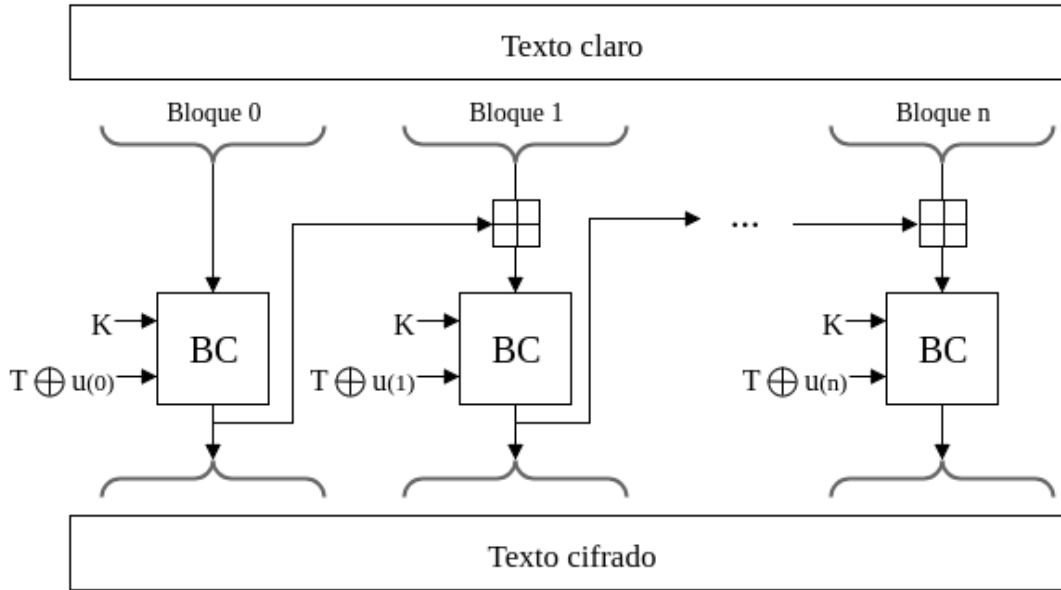 Texto claro
Bloque 0 Bloque 1 Bloque n
...
K K K
BC BC BC
T ⊕ u(0) T ⊕ u(1) T ⊕ u(n)
Texto cifrado